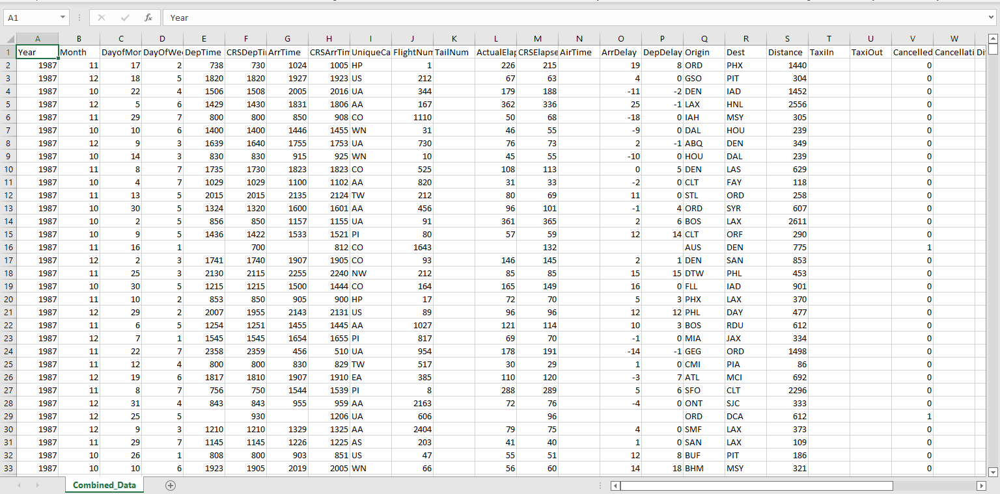 A1 fx Year
A B C D E F G H I J K L M N O P Q R S T U V W
1 Year Month DayofMor DayOfWe DepTime CRSDepTi ArrTime CRSArrTin UniqueCa FlightNum TailNum ActualElap CRSElapse AirTime ArrDelay DepDelay Origin Dest Distance TaxiIn TaxiOut Cancelled Cancellati Di
2 1987 11 17 2 738 730 1024 1005 HP 1 226 215 19 8 ORD PHX 1440 0
3 1987 12 18 5 1820 1820 1927 1923 US 212 67 63 4 0 GSO PIT 304 0
4 1987 10 22 4 1506 1508 2005 2016 UA 344 179 188 -11 -2 DEN IAD 1452 0
5 1987 12 5 6 1429 1430 1831 1806 AA 167 362 336 25 -1 LAX HNL 2556 0
6 1987 11 29 7 800 800 850 908 CO 1110 50 68 -18 0 IAH MSY 305 0
7 1987 10 10 6 1400 1400 1446 1455 WN 31 46 55 -9 0 DAL HOU 239 0
8 1987 12 9 3 1639 1640 1755 1753 UA 730 76 73 2 -1 ABQ DEN 349 0
9 1987 10 14 3 830 830 915 925 WN 10 45 55 -10 0 HOU DAL 239 0
10 1987 11 8 7 1735 1730 1823 1823 CO 525 108 113 0 5 DEN LAS 629 0
11 1987 10 4 7 1029 1029 1100 1102 AA 820 31 33 -2 0 CLT FAY 118 0
12 1987 11 13 5 2015 2015 2135 2124 TW 212 80 69 11 0 STL ORD 258 0
13 1987 10 30 5 1324 1320 1600 1601 AA 456 96 101 -1 4 ORD SYR 607 0
14 1987 10 2 5 856 850 1157 1155 UA 91 361 365 2 6 BOS LAX 2611 0
15 1987 10 9 5 1436 1422 1533 1521 PI 80 57 59 12 14 CLT ORF 290 0
16 1987 11 16 1 700 812 CO 1643 132 AUS DEN 775 1
17 1987 12 2 3 1741 1740 1907 1905 CO 93 146 145 2 1 DEN SAN 853 0
18 1987 11 25 3 2130 2115 2255 2240 NW 212 85 85 15 15 DTW PHL 453 0
19 1987 10 30 5 1215 1215 1500 1444 CO 164 165 149 16 0 FLL IAD 901 0
20 1987 11 10 2 853 850 905 900 HP 17 72 70 5 3 PHX LAX 370 0
21 1987 12 29 2 2007 1955 2143 2131 US 89 96 96 12 12 PHL DAY 477 0
22 1987 11 6 5 1254 1251 1455 1445 AA 1027 121 114 10 3 BOS RDU 612 0
23 1987 12 7 1 1545 1545 1654 1655 PI 817 69 70 -1 0 MIA JAX 334 0
24 1987 11 22 7 2358 2359 456 510 UA 954 178 191 -14 -1 GEG ORD 1498 0
25 1987 11 12 4 800 800 830 829 TW 517 30 29 1 0 CMI PIA 86 0
26 1987 12 19 6 1817 1810 1907 1910 EA 385 110 120 -3 7 ATL MCI 692 0
27 1987 11 8 7 756 750 1544 1539 PI 8 288 289 5 6 SFO CLT 2296 0
28 1987 12 31 4 843 843 955 959 AA 2163 72 76 -4 0 ONT SJC 333 0
29 1987 12 25 5 930 1206 UA 606 96 ORD DCA 612 1
30 1987 12 9 3 1210 1210 1329 1325 AA 2404 79 75 4 0 SMF LAX 373 0
31 1987 11 29 7 1145 1145 1226 1225 AS 203 41 40 1 0 SAN LAX 109 0
32 1987 10 26 1 808 800 903 851 US 47 55 51 12 8 BUF PIT 186 0
33 1987 10 10 6 1923 1905 2019 2005 WN 66 56 60 14 18 BHM MSY 321 0
Combined_Data